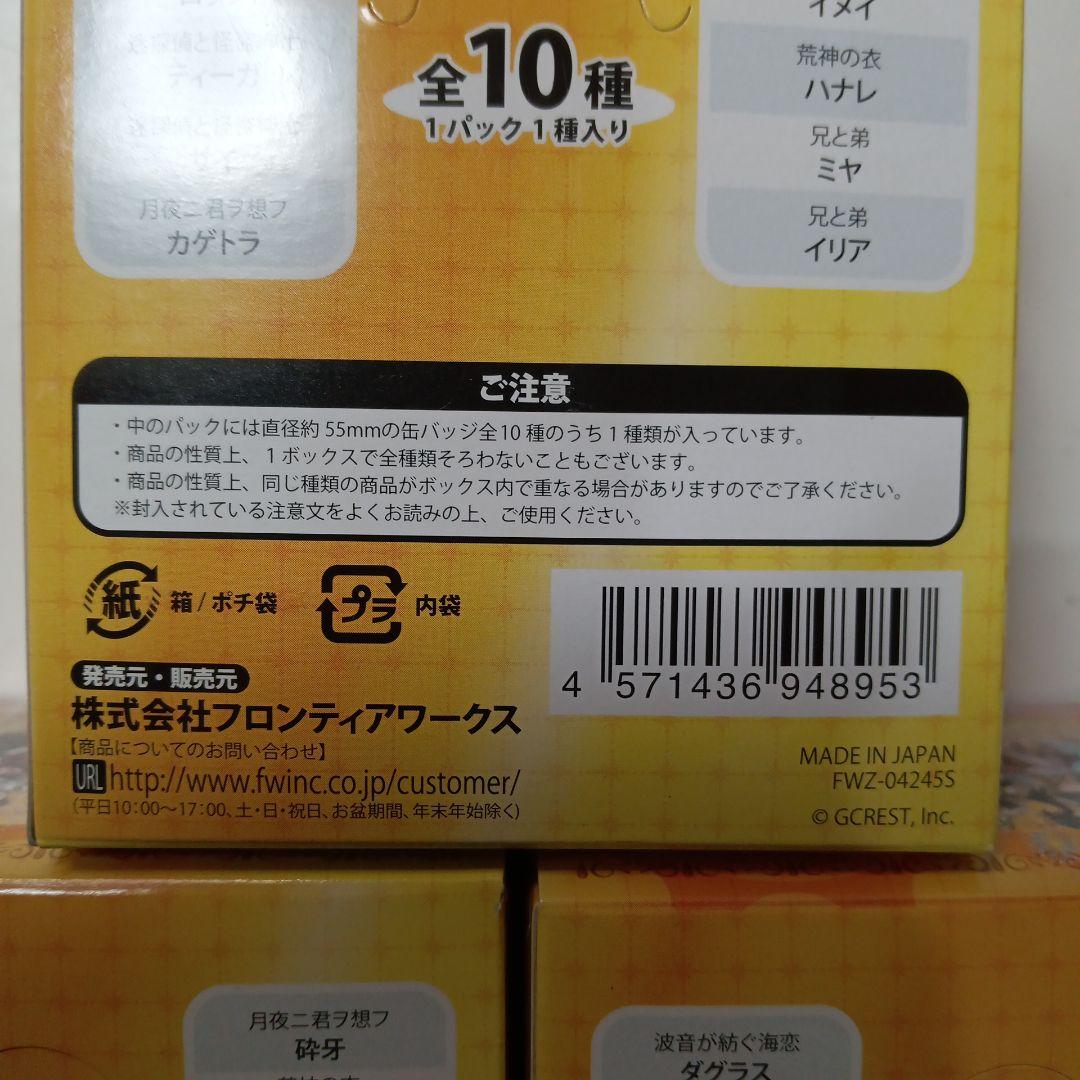 ティーガ
月夜ニ君ヲ想フ
カゲトラ
全10種
1パック1種入り
イメイ
荒神の衣
ハナレ
兄と弟
ミヤ
兄と弟
イリア
ご注意
・中のパックには直径約55mmの缶バッジ全10種のうち1種類が入っています。
・商品の性質上、1ボックスで全種類そろわないこともございます。
・商品の性質上、同じ種類の商品がボックス内で重なる場合がありますのでご了承ください。
※封入されている注意文をよくお読みの上、ご使用ください。
紙 箱/ポチ袋
プラ 内袋
4 571436 948953
発売元・販売元
株式会社フロンティアワークス
【商品についてのお問い合わせ】
URL http://www.fwinc.co.jp/customer/
(平日10:00~17:00、土・日・祝日、お盆期間、年末年始除く)
MADE IN JAPAN
FWZ-04245S
© GCREST, Inc.
月夜ニ君ヲ想フ
砕牙
波音が紡ぐ海恋
ダグラス